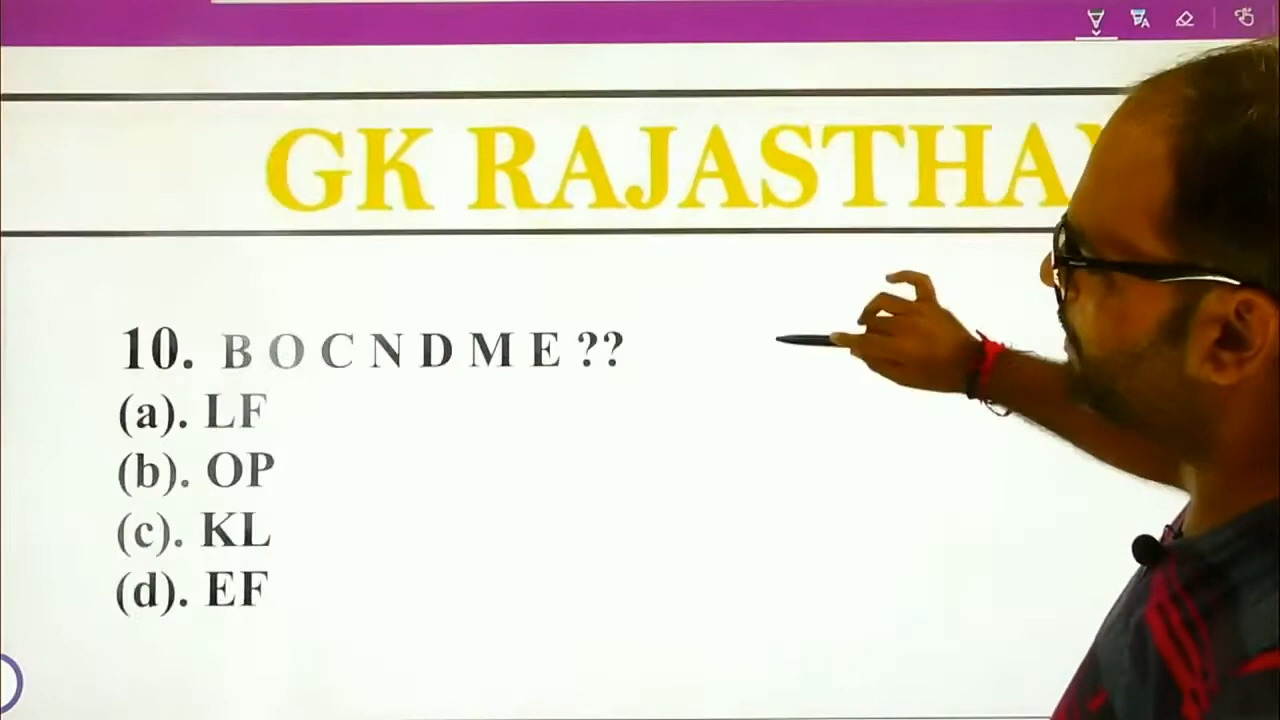 GK RAJASTHA
10. B O C N D M E ??
(a). LF
(b). OP
(c). KL
(d). EF